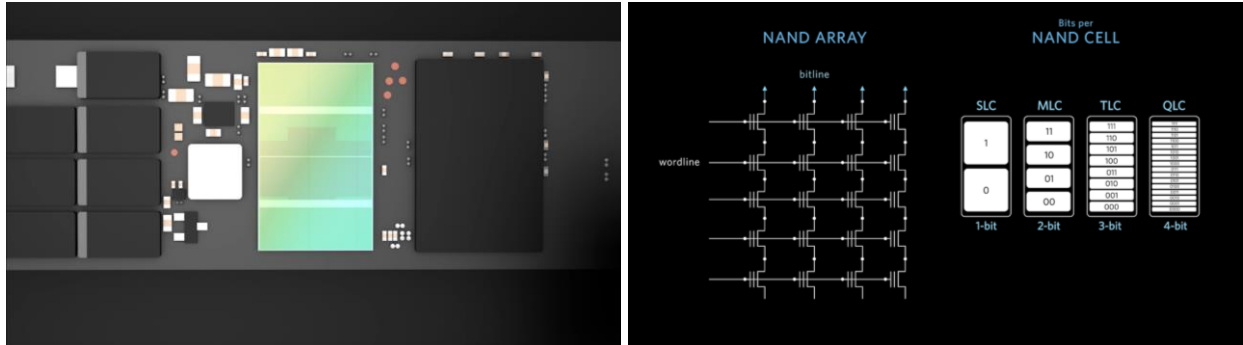 NAND ARRAY
bitline
wordline
Bits per
NAND CELL
SLC MLC TLC QLC
1
0
11
10
01
00
111
110
101
100
011
010
001
000
1-bit 2-bit 3-bit 4-bit